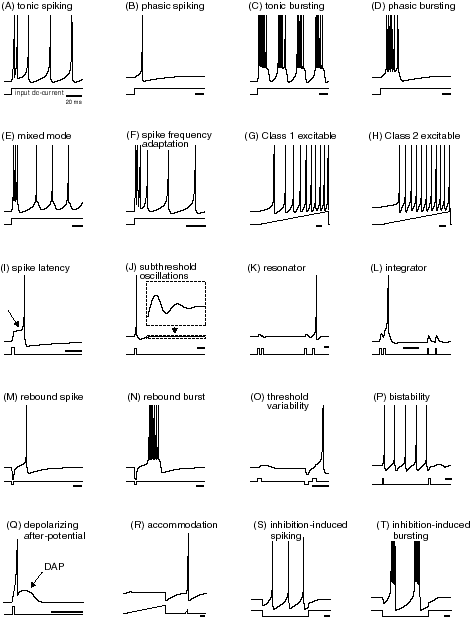 (A) tonic spiking
(B) phasic spiking
(C) tonic bursting
(D) phasic bursting
input dc-current
20 ms
(E) mixed mode
(F) spike frequency
adaptation
(G) Class 1 excitable
(H) Class 2 excitable
(I) spike latency
(J) subthreshold
oscillations
(K) resonator
(L) integrator
(M) rebound spike
(N) rebound burst
(O) threshold
variability
(P) bistability
(Q) depolarizing
after-potential
DAP
(R) accommodation
(S) inhibition-induced
spiking
(T) inhibition-induced
bursting